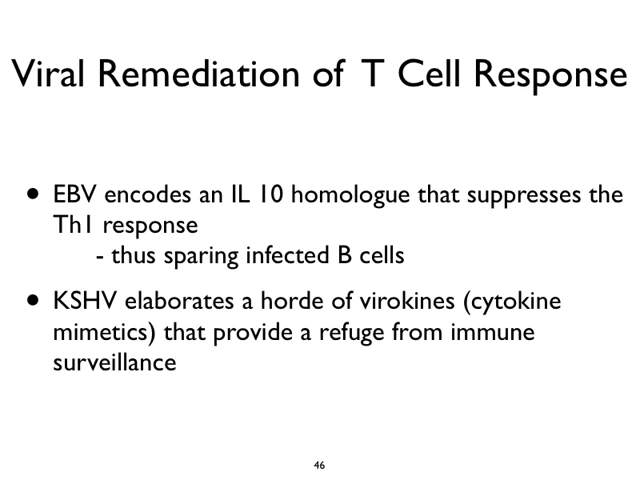 Viral Remediation of T Cell Response
• EBV encodes an IL 10 homologue that suppresses the
Th1 response
- thus sparing infected B cells
• KSHV elaborates a horde of virokines (cytokine
mimetics) that provide a refuge from immune
surveillance
46